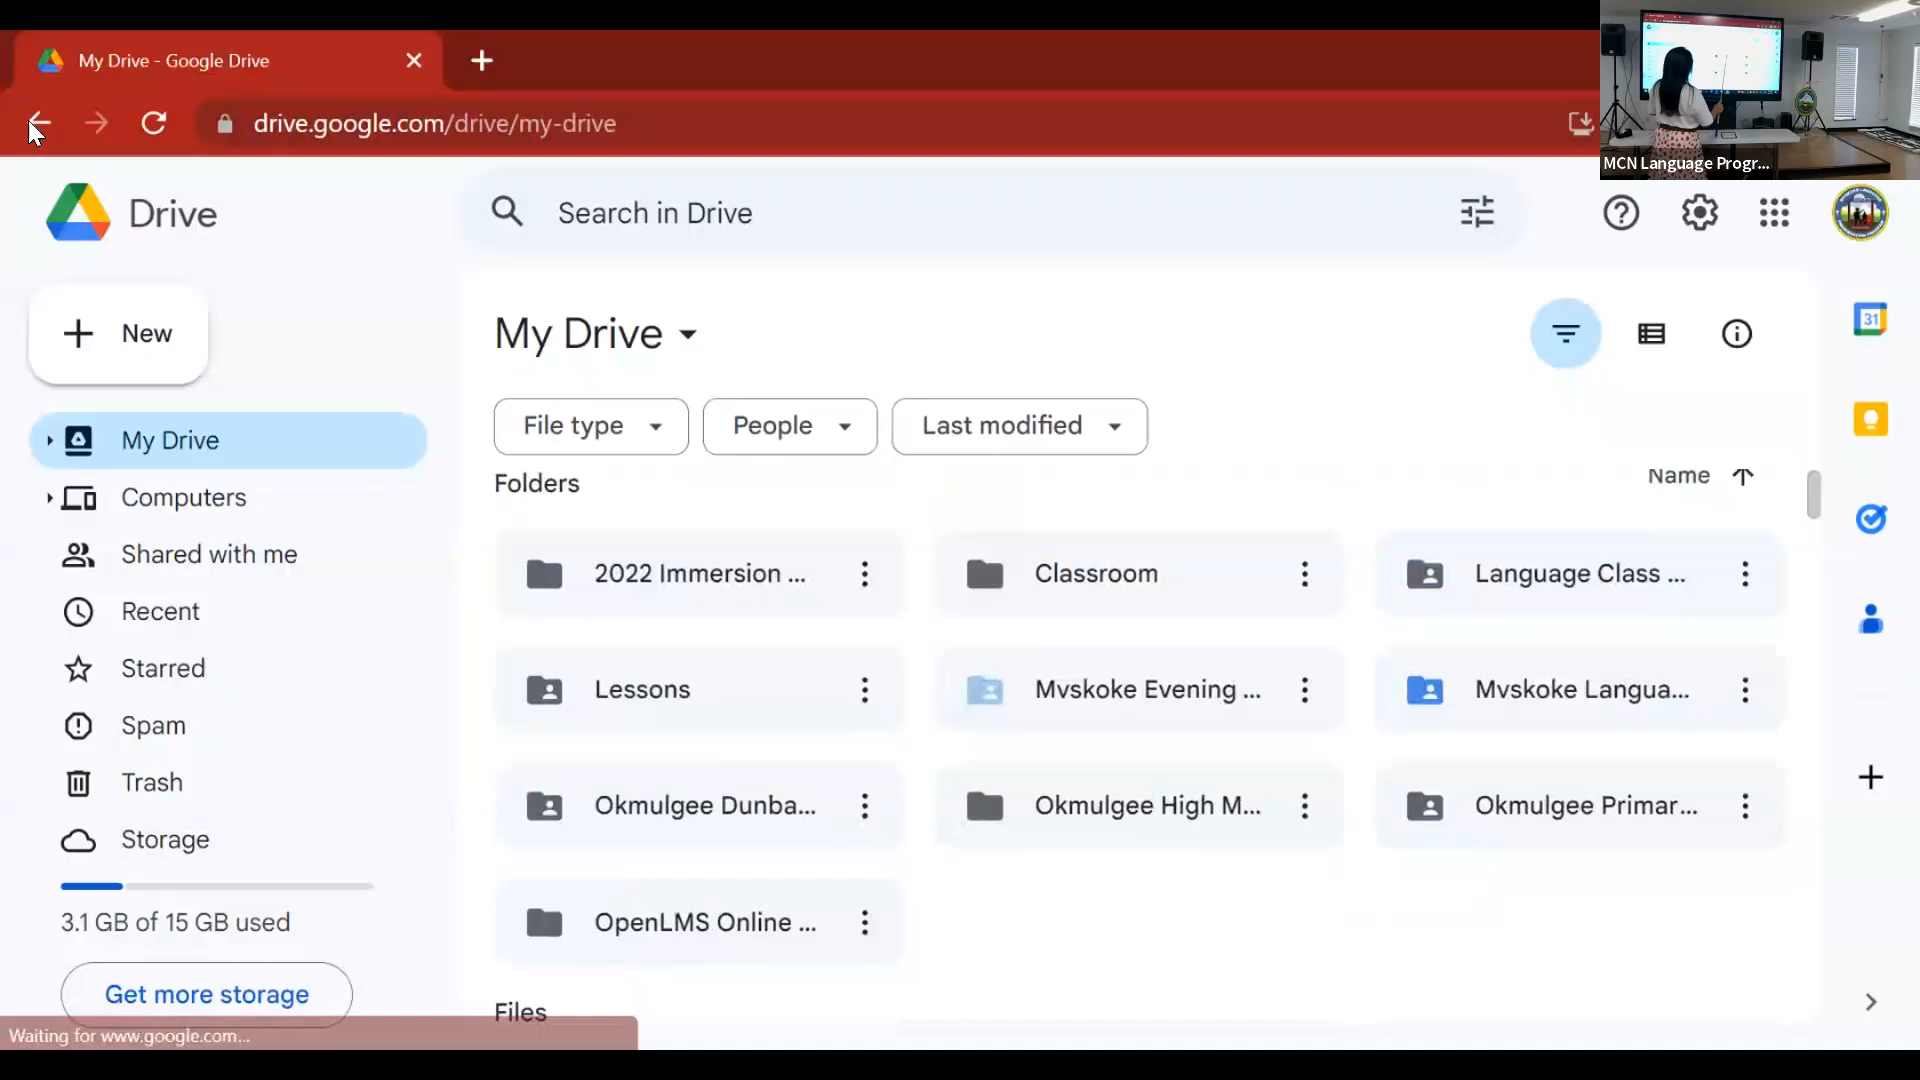 My Drive - Google Drive
drive.google.com/drive/my-drive
MCN Language Progr...
Drive
Search in Drive
New
My Drive
File type
People
Last modified
31
My Drive
Computers
Shared with me
Recent
Starred
Spam
Trash
Storage
3.1 GB of 15 GB used
Get more storage
Folders
Name
2022 Immersion ...
Classroom
Language Class ...
Lessons
Mvskoke Evening ...
Mvskoke Langua...
Okmulgee Dunba...
Okmulgee High M...
Okmulgee Primar...
OpenLMS Online ...
Files
Waiting for www.google.com...